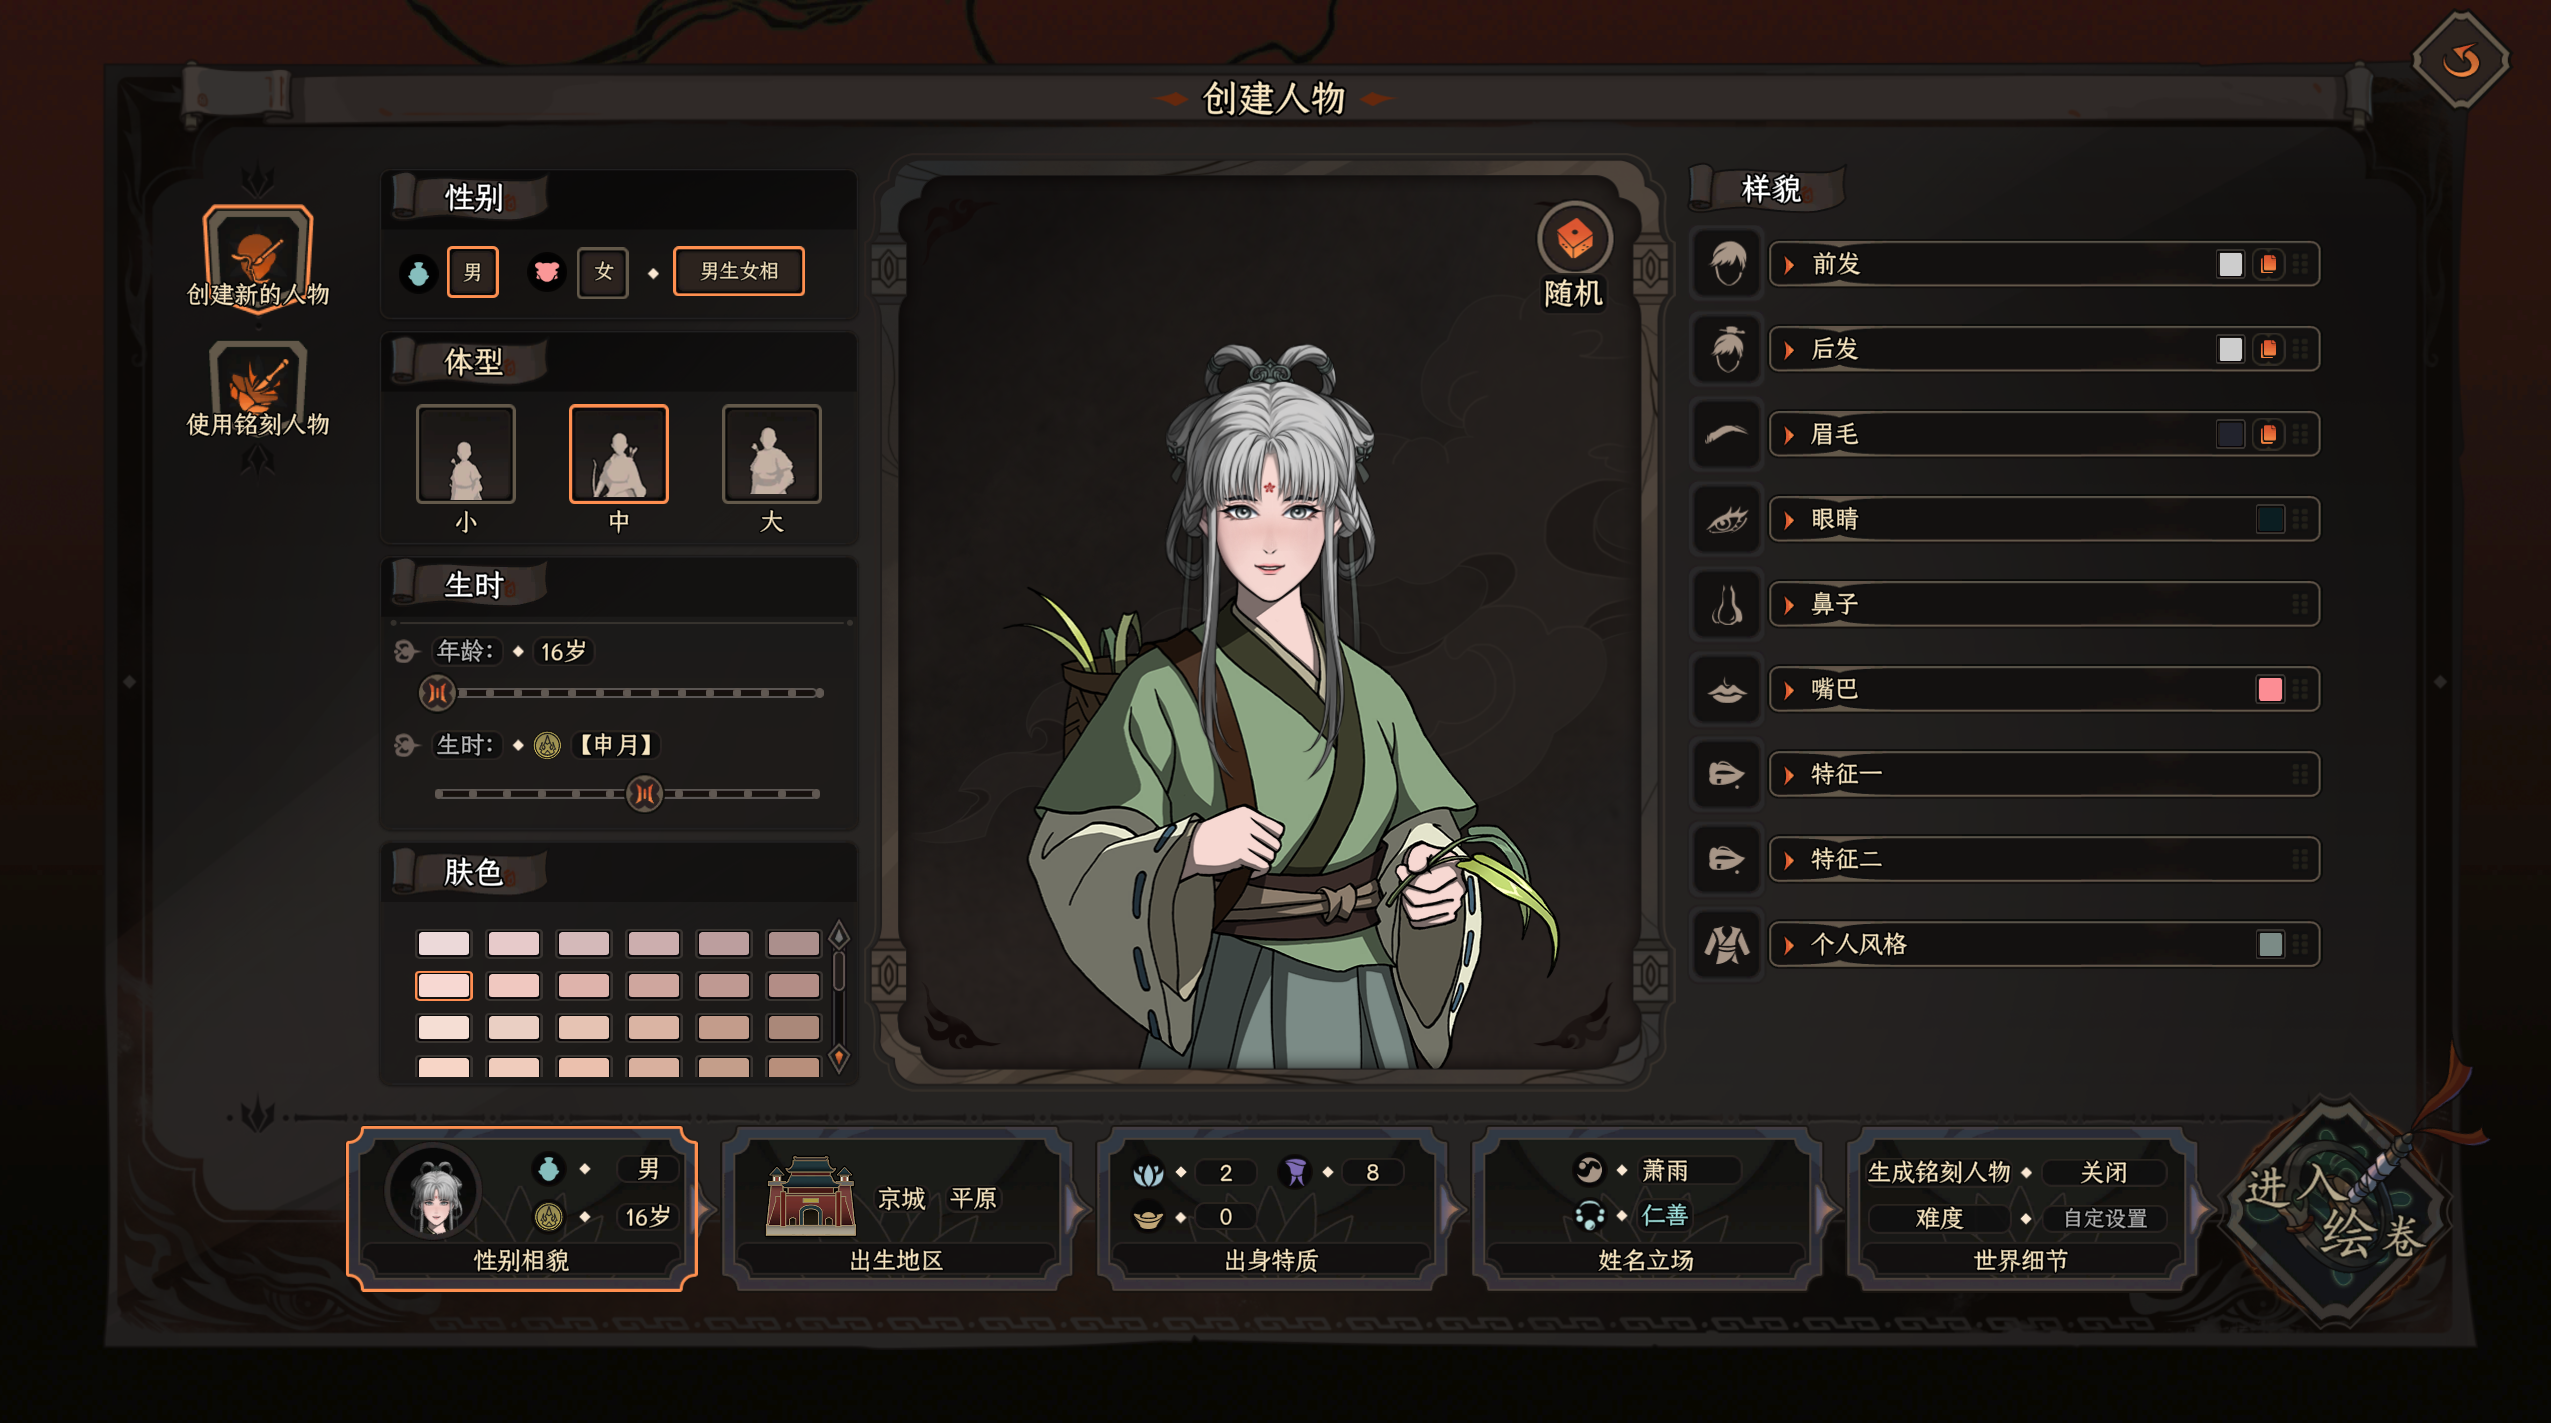 创建人物
创建新的人物
使用铭刻人物
性别
男
女
男生女相
体型
小
中
大
生时
年龄：
16岁
生时：
【申月】
肤色
随机
样貌
前发
后发
眉毛
眼睛
鼻子
嘴巴
特征一
特征二
个人风格
男
16岁
性别相貌
京城 平原
出生地区
2
8
0
出身特质
萧雨
仁善
姓名立场
生成铭刻人物
关闭
难度
自定设置
世界细节
进入
绘卷